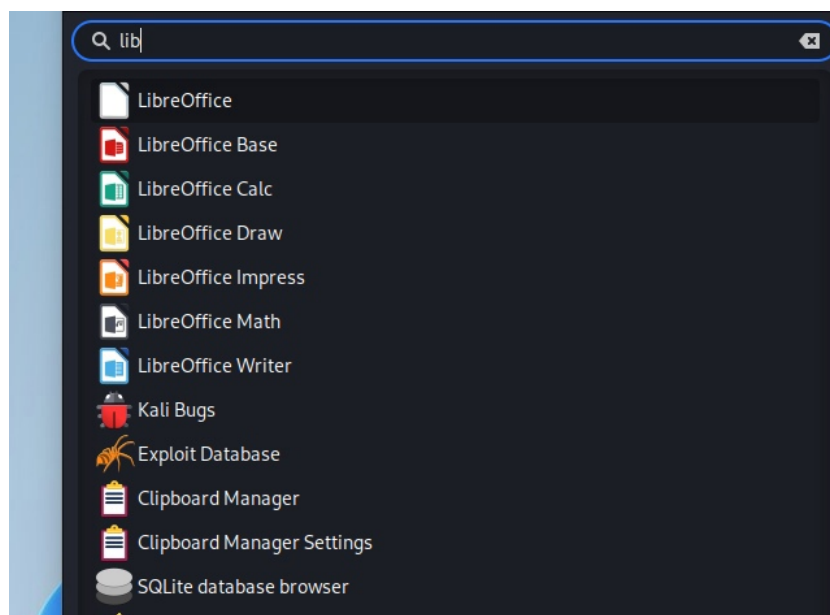 lib
LibreOffice
LibreOffice Base
LibreOffice Calc
LibreOffice Draw
LibreOffice Impress
LibreOffice Math
LibreOffice Writer
Kali Bugs
Exploit Database
Clipboard Manager
Clipboard Manager Settings
SQLite database browser